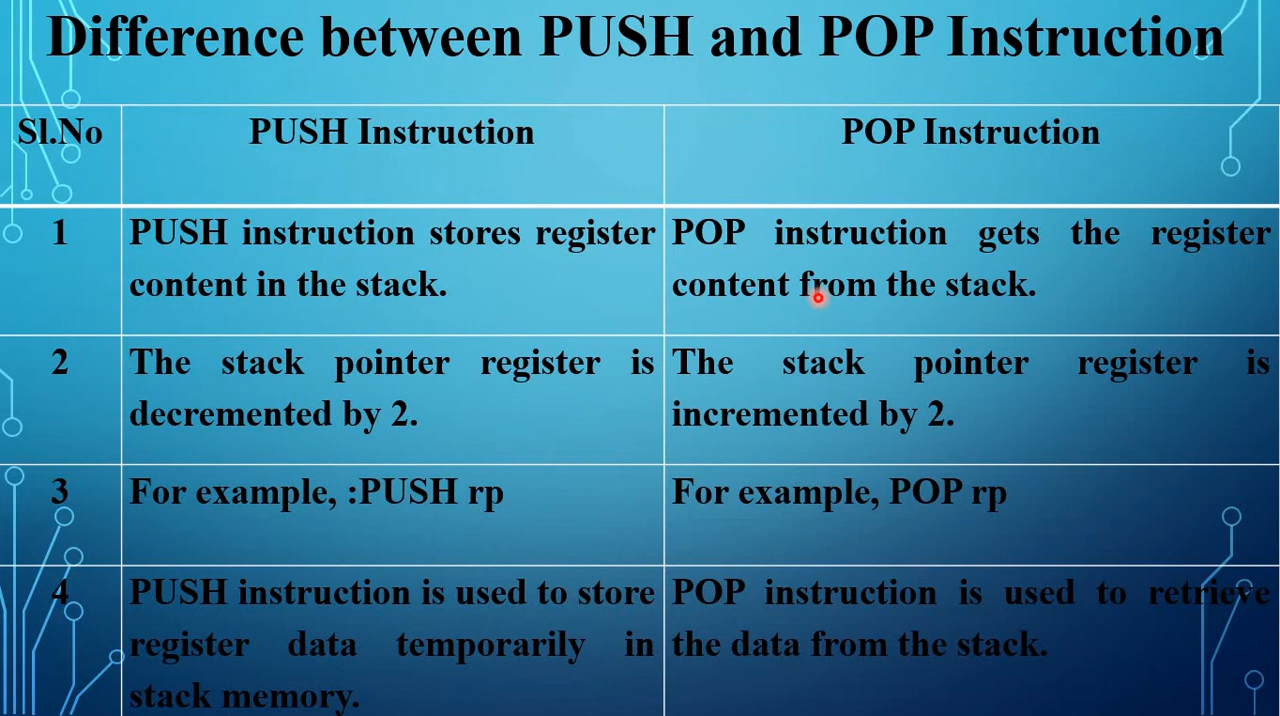 Difference between PUSH and POP Instruction
Sl.No
PUSH Instruction
POP Instruction
1
PUSH instruction stores register
content in the stack.
POP instruction gets the register
content from the stack.
2
The stack pointer register is
decremented by 2.
The stack pointer register is
incremented by 2.
3
For example, :PUSH rp
For example, POP rp
4
PUSH instruction is used to store
register data temporarily in
stack memory.
POP instruction is used to retrieve
the data from the stack.